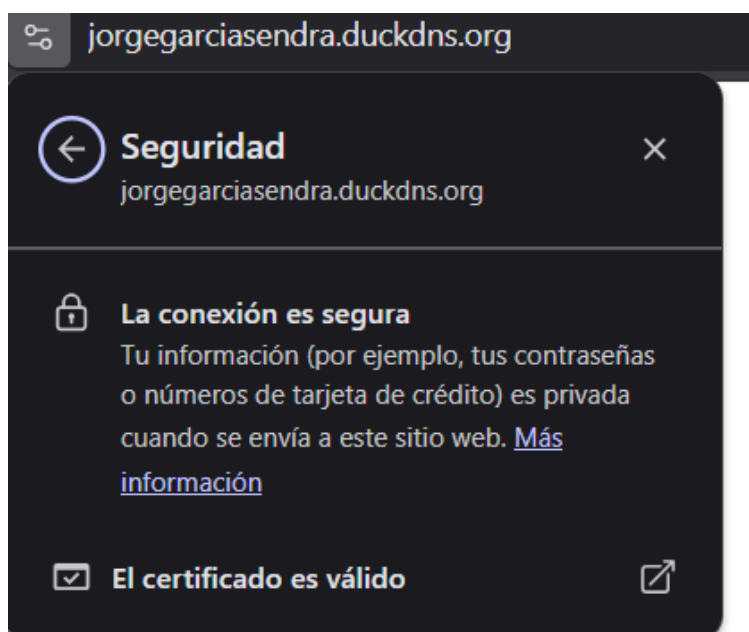 jorgegarciasendra.duckdns.org
Seguridad
jorgegarciasendra.duckdns.org
La conexión es segura
Tu información (por ejemplo, tus contraseñas
o números de tarjeta de crédito) es privada
cuando se envía a este sitio web. Más
información
El certificado es válido